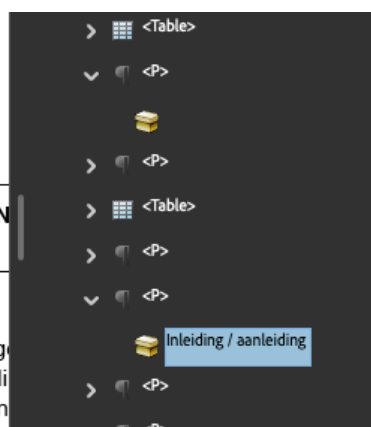 <Table>
<P>
<P>
N
<Table>
<P>
<P>
Inleiding / aanleiding
<P>